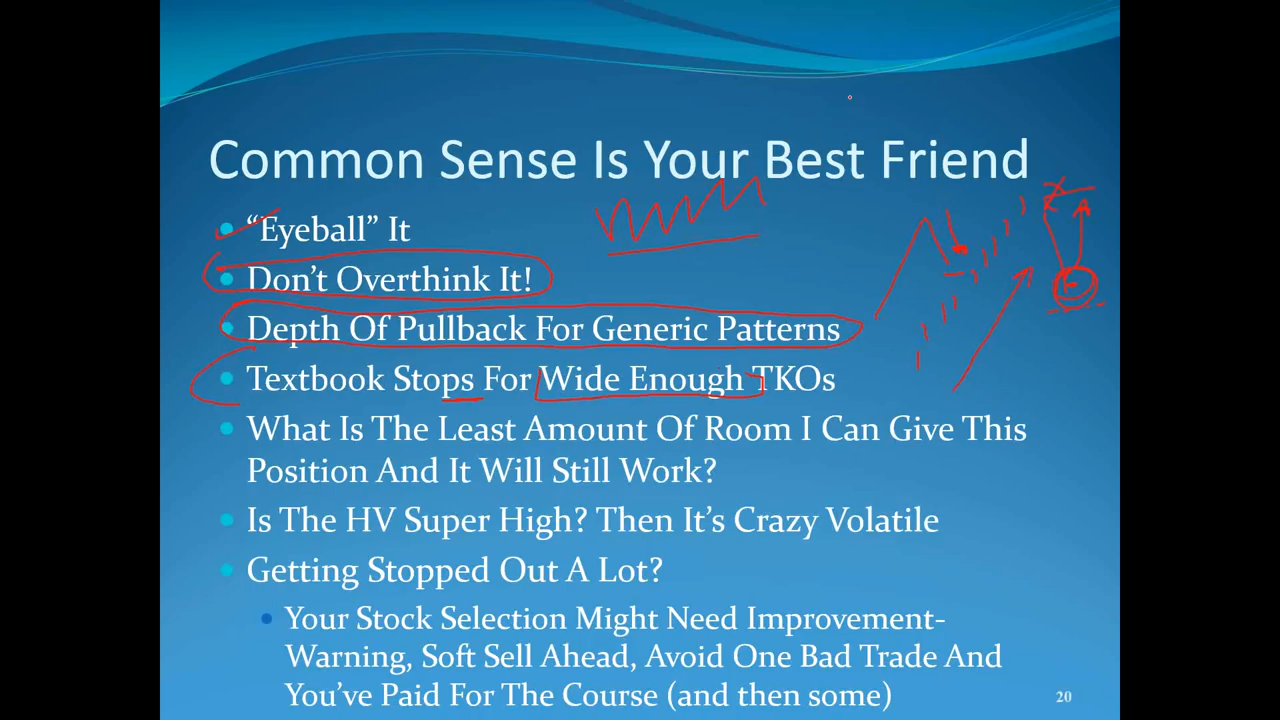 Common Sense Is Your Best Friend
“Eyeball” It
Don’t Overthink It!
Depth Of Pullback For Generic Patterns
Textbook Stops For Wide Enough TKOs
What Is The Least Amount Of Room I Can Give This
Position And It Will Still Work?
Is The HV Super High? Then It’s Crazy Volatile
Getting Stopped Out A Lot?
Your Stock Selection Might Need Improvement-
Warning, Soft Sell Ahead, Avoid One Bad Trade And
You’ve Paid For The Course (and then some)
20